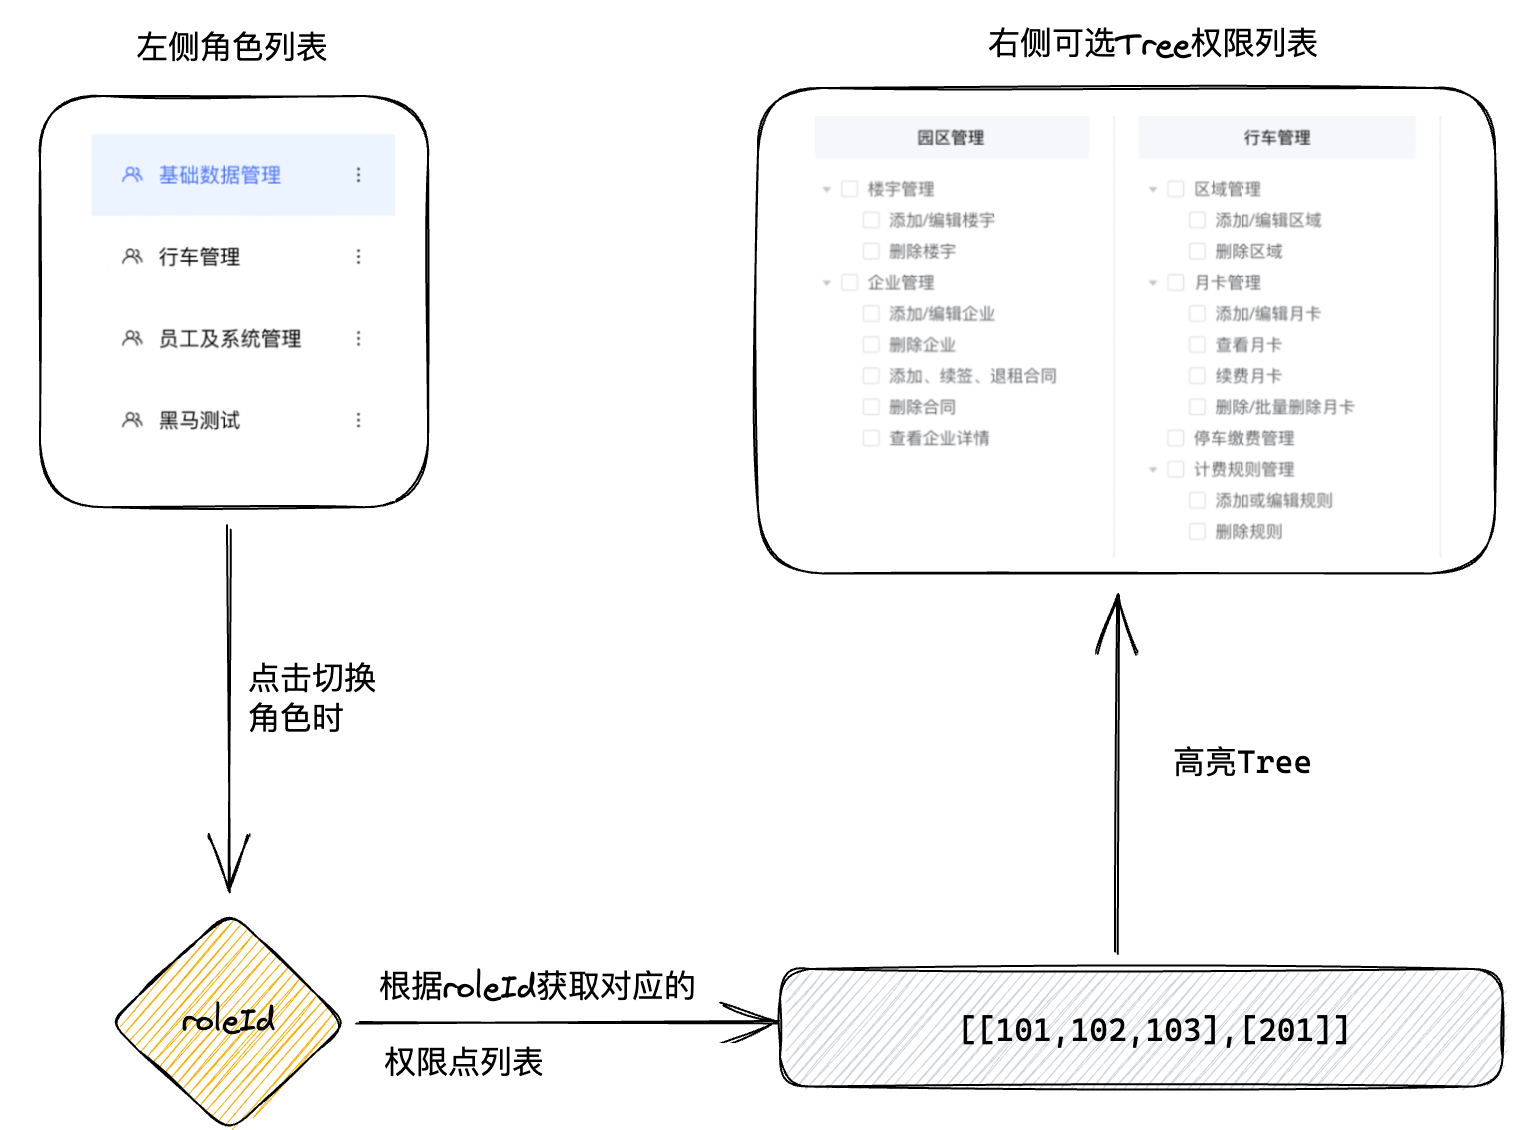 左侧角色列表
基础数据管理
行车管理
员工及系统管理
黑马测试
右侧可选Tree权限列表
园区管理
楼宇管理
添加/编辑楼宇
删除楼宇
企业管理
添加/编辑企业
删除企业
添加、续签、退租合同
删除合同
查看企业详情
行车管理
区域管理
添加/编辑区域
删除区域
月卡管理
添加/编辑月卡
查看月卡
续费月卡
删除/批量删除月卡
停车缴费管理
计费规则管理
添加或编辑规则
删除规则
点击切换
角色时
roleId
根据roleId获取对应的
权限点列表
[[101,102,103],[201]]
高亮Tree